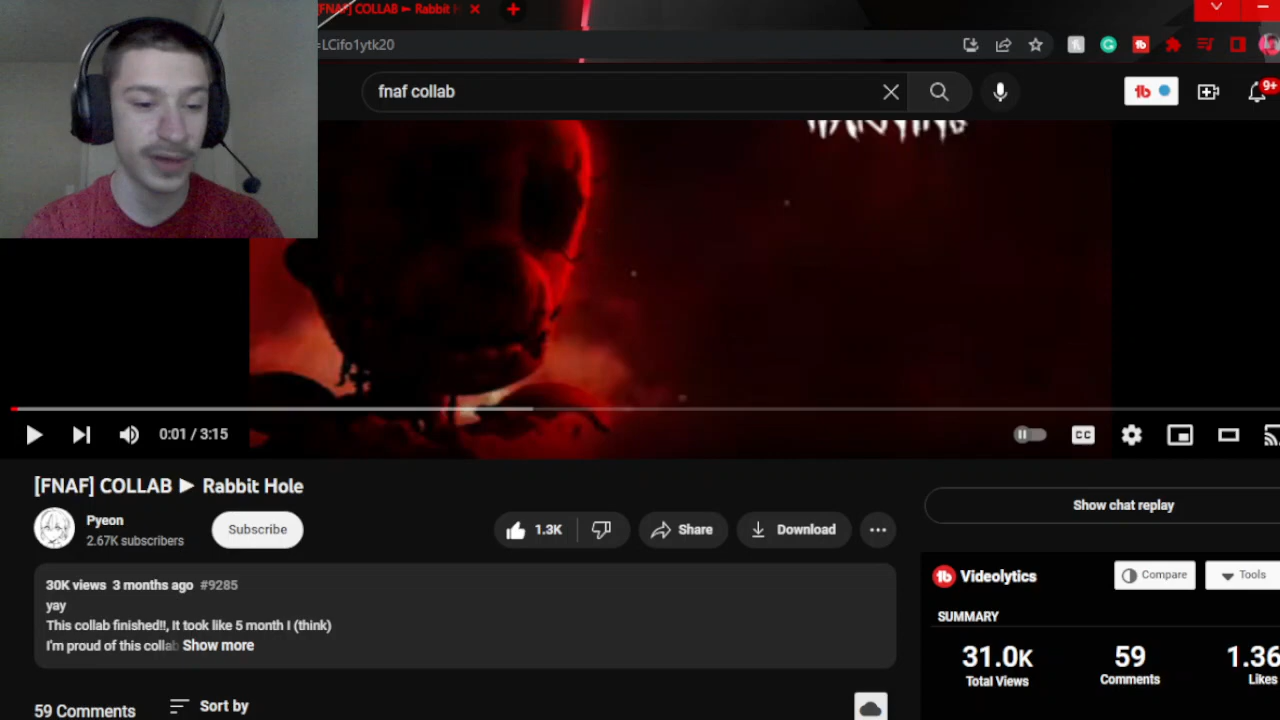 [FNAF] COLLAB ► Rabbit H
=LCifo1ytk20
fnaf collab
9+
0:01 / 3:15
CC
[FNAF] COLLAB ► Rabbit Hole
Pyeon
2.67K subscribers
Subscribe
1.3K
Share
Download
Show chat replay
30K views 3 months ago #9285
yay
This collab finished!!, It took like 5 month I (think)
I'm proud of this collab Show more
Videolytics
Compare
Tools
SUMMARY
31.0K
Total Views
59
Comments
1.36
Likes
59 Comments
Sort by